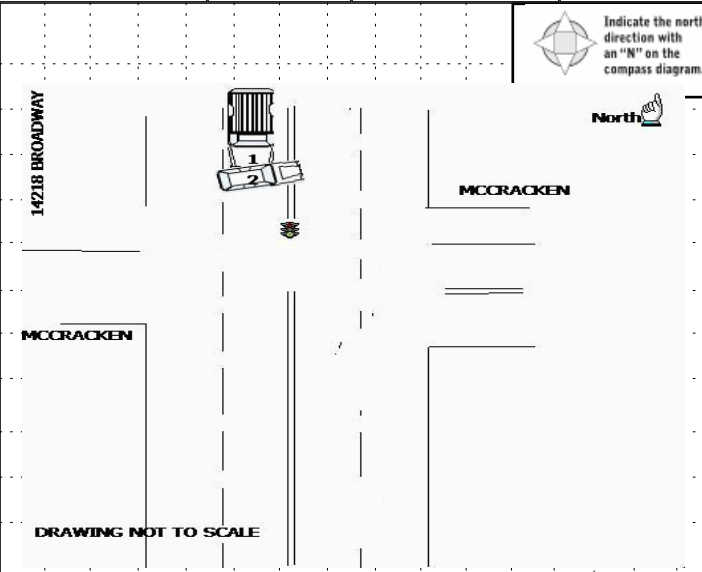 Indicate the north
direction with
an “N” on the
compass diagram.
North
14218 BROADWAY
1
2
MCCRACKEN
MCCRACKEN
DRAWING NOT TO SCALE